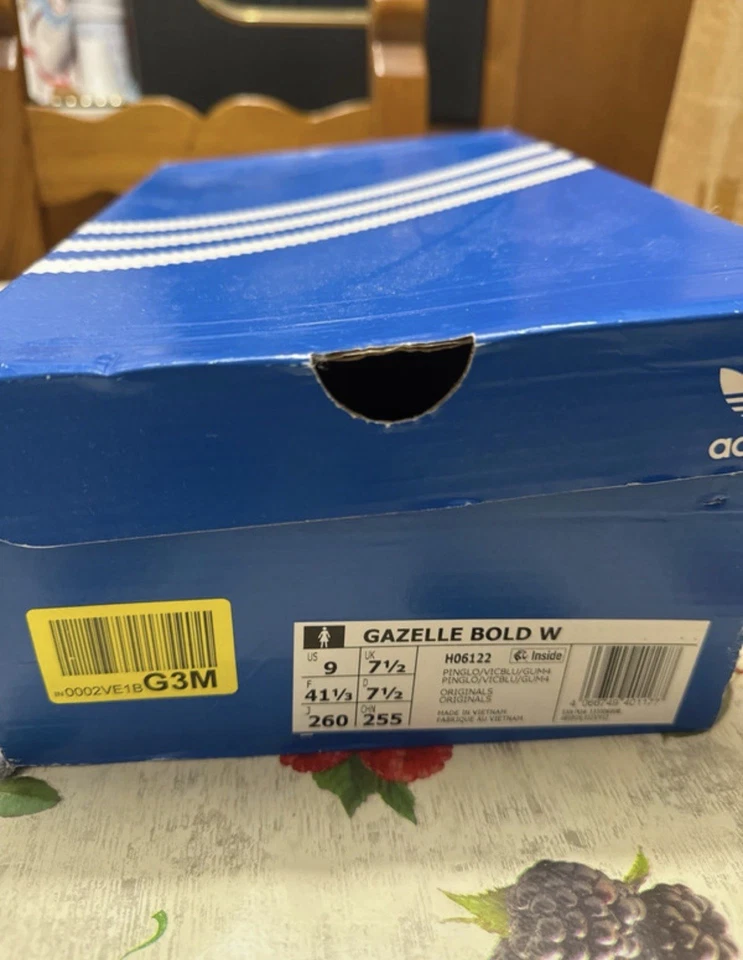 ad
IN0002VE1BG3M
GAZELLE BOLD W
US 9 UK 7½
F 41⅓ D 7½
J 260 CHN 255
H06122 Inside
PINGLO/VICBLU/GUM4
PINGLO/VICBLU/GUM4
ORIGINALS
ORIGINALS
MADE IN VIETNAM
FABRIQUE AU VIETNAM